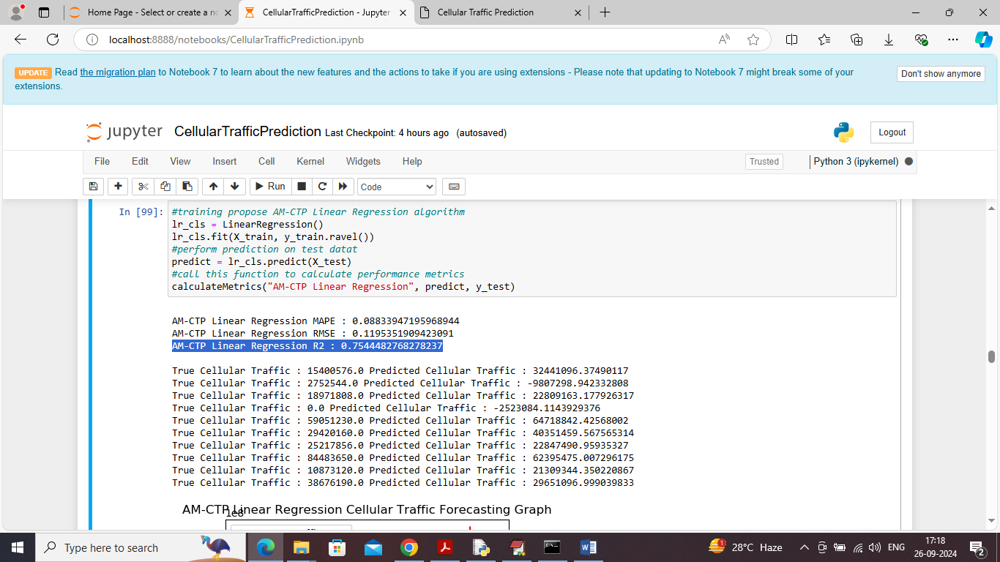 Home Page - Select or create a no
CellularTrafficPrediction - Jupyter
Cellular Traffic Prediction
localhost:8888/notebooks/CellularTrafficPrediction.ipynb
UPDATE Read the migration plan to Notebook 7 to learn about the new features and the actions to take if you are using extensions - Please note that updating to Notebook 7 might break some of your
extensions.
Don't show anymore
jupyter CellularTrafficPrediction Last Checkpoint: 4 hours ago (autosaved)
Logout
File Edit View Insert Cell Kernel Widgets Help
Trusted
Python 3 (ipykernel)
Run
Code
In [99]: #training propose AM-CTP Linear Regression algorithm
lr_cls = LinearRegression()
lr_cls.fit(X_train, y_train.ravel())
#perform prediction on test datat
predict = lr_cls.predict(X_test)
#call this function to calculate performance metrics
calculateMetrics("AM-CTP Linear Regression", predict, y_test)
AM-CTP Linear Regression MAPE : 0.08833947195968944
AM-CTP Linear Regression RMSE : 0.1195351909423091
AM-CTP Linear Regression R2 : 0.7544482768278237
True Cellular Traffic : 15400576.0 Predicted Cellular Traffic : 32441096.37490117
True Cellular Traffic : 2752544.0 Predicted Cellular Traffic : -9807298.942332808
True Cellular Traffic : 18971808.0 Predicted Cellular Traffic : 22809163.177926317
True Cellular Traffic : 0.0 Predicted Cellular Traffic : -2523084.1143929376
True Cellular Traffic : 59051230.0 Predicted Cellular Traffic : 64718842.42568002
True Cellular Traffic : 29420160.0 Predicted Cellular Traffic : 40351459.567565314
True Cellular Traffic : 25217856.0 Predicted Cellular Traffic : 22847490.95935327
True Cellular Traffic : 84483650.0 Predicted Cellular Traffic : 62395475.007296175
True Cellular Traffic : 10873120.0 Predicted Cellular Traffic : 21309344.350220867
True Cellular Traffic : 38676190.0 Predicted Cellular Traffic : 29651096.999039833
AM-CTP Linear Regression Cellular Traffic Forecasting Graph
1e8
Type here to search
28°C Haze
ENG
17:18
26-09-2024